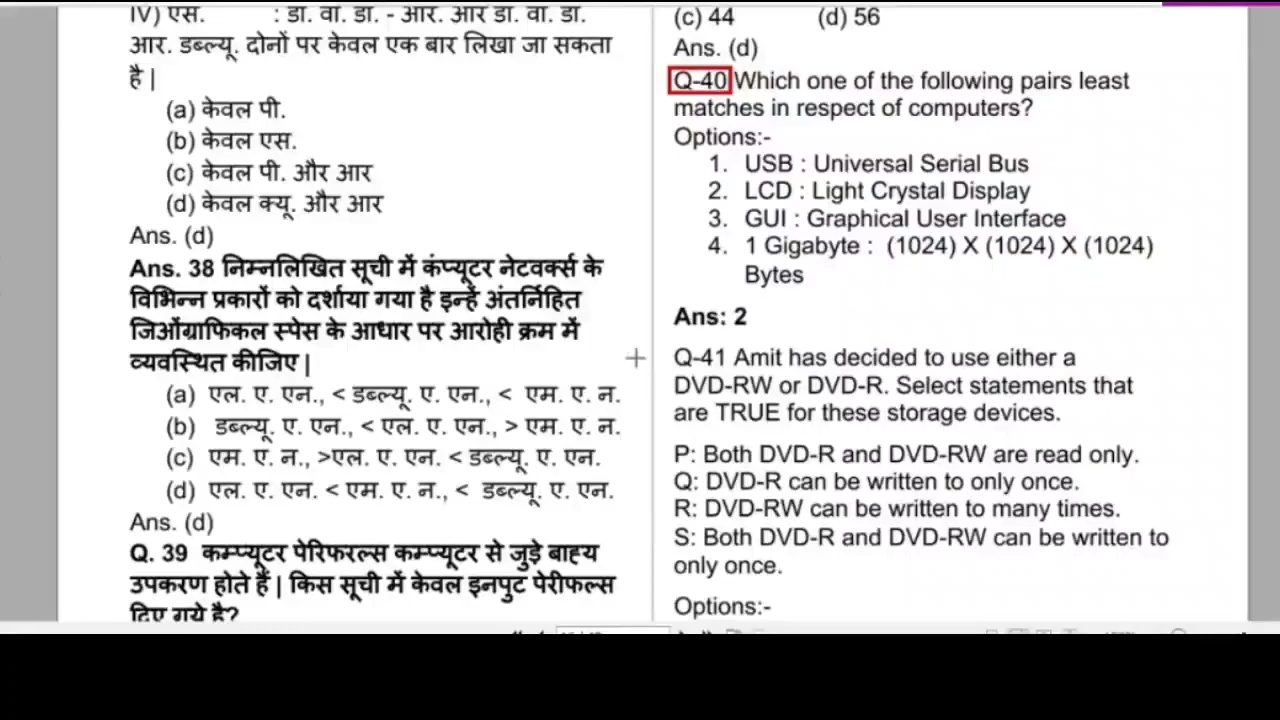 IV) एस. : डी. वी. डी. - आर. आर डी. वी. डी.
आर. डब्ल्यू. दोनों पर केवल एक बार लिखा जा सकता
है |
(a) केवल पी.
(b) केवल एस.
(c) केवल पी. और आर
(d) केवल क्यू. और आर
Ans. (d)
Ans. 38 निम्नलिखित सूची में कंप्यूटर नेटवर्क्स के
विभिन्न प्रकारों को दर्शाया गया है इन्हें अंतर्निहित
जिओंग्राफिकल स्पेस के आधार पर आरोही क्रम में
व्यवस्थित कीजिए |
(a) एल. ए. एन., < डब्ल्यू. ए. एन., < एम. ए. न.
(b) डब्ल्यू. ए. एन., < एल. ए. एन., > एम. ए. न.
(c) एम. ए. न., >एल. ए. एन. < डब्ल्यू. ए. एन.
(d) एल. ए. एन. < एम. ए. न., < डब्ल्यू. ए. एन.
Ans. (d)
Q. 39 कम्प्यूटर पेरिफरल्स कम्प्यूटर से जुड़े बाह्य
उपकरण होते हैं | किस सूची में केवल इनपुट पेरीफल्स
दिए गये है?
(c) 44 (d) 56
Ans. (d)
Q-40 Which one of the following pairs least
matches in respect of computers?
Options:-
1. USB : Universal Serial Bus
2. LCD : Light Crystal Display
3. GUI : Graphical User Interface
4. 1 Gigabyte : (1024) X (1024) X (1024)
Bytes
Ans: 2
Q-41 Amit has decided to use either a
DVD-RW or DVD-R. Select statements that
are TRUE for these storage devices.
P: Both DVD-R and DVD-RW are read only.
Q: DVD-R can be written to only once.
R: DVD-RW can be written to many times.
S: Both DVD-R and DVD-RW can be written to
only once.
Options:-